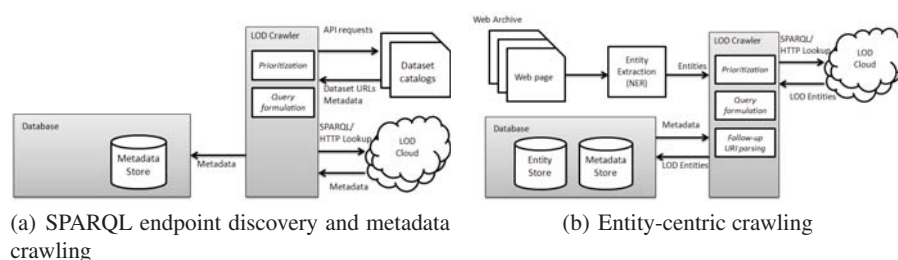 LOD Crawler
API requests
Prioritization
Dataset
catalogs
Dataset URLs
Metadata
Query
formulation
SPARQL/
HTTP Lookup
Database
LOD
Cloud
Metadata
Store
Metadata
Metadata
(a) SPARQL endpoint discovery and metadata
crawling
Web Archive
LOD Crawler
SPARQL/
HTTP Lookup
Web page
Entity
Extraction
(NER)
Entities
Prioritization
LOD
Cloud
LOD Entities
Query
formulation
Database
Metadata
Entity
Store
Metadata
Store
Follow-up
URI parsing
LOD Entities
(b) Entity-centric crawling